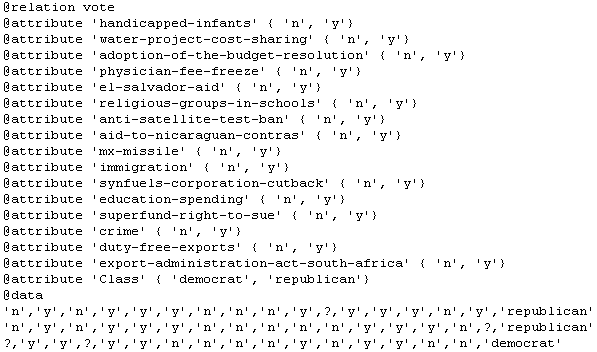 @relation vote
@attribute 'handicapped-infants' { 'n', 'y'}
@attribute 'water-project-cost-sharing' { 'n', 'y'}
@attribute 'adoption-of-the-budget-resolution' { 'n', 'y'}
@attribute 'physician-fee-freeze' { 'n', 'y'}
@attribute 'el-salvador-aid' { 'n', 'y'}
@attribute 'religious-groups-in-schools' { 'n', 'y'}
@attribute 'anti-satellite-test-ban' { 'n', 'y'}
@attribute 'aid-to-nicaraguan-contras' { 'n', 'y'}
@attribute 'mx-missile' { 'n', 'y'}
@attribute 'immigration' { 'n', 'y'}
@attribute 'synfuels-corporation-cutback' { 'n', 'y'}
@attribute 'education-spending' { 'n', 'y'}
@attribute 'superfund-right-to-sue' { 'n', 'y'}
@attribute 'crime' { 'n', 'y'}
@attribute 'duty-free-exports' { 'n', 'y'}
@attribute 'export-administration-act-south-africa' { 'n', 'y'}
@attribute 'Class' { 'democrat', 'republican'}
@data
'n','y','n','y','y','y','n','n','n','y',?,'y','y','y','n','y','republican'
'n','y','n','y','y','y','n','n','n','n','n','y','y','y','n',?,'republican'
?,'y','y',?,'y','y','n','n','n','n','y','n','y','y','n','n','democrat'